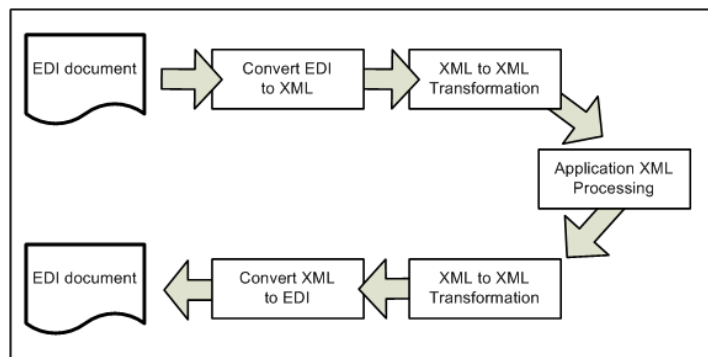 EDI document
Convert EDI
to XML
XML to XML
Transformation
Application XML
Processing
EDI document
Convert XML
to EDI
XML to XML
Transformation